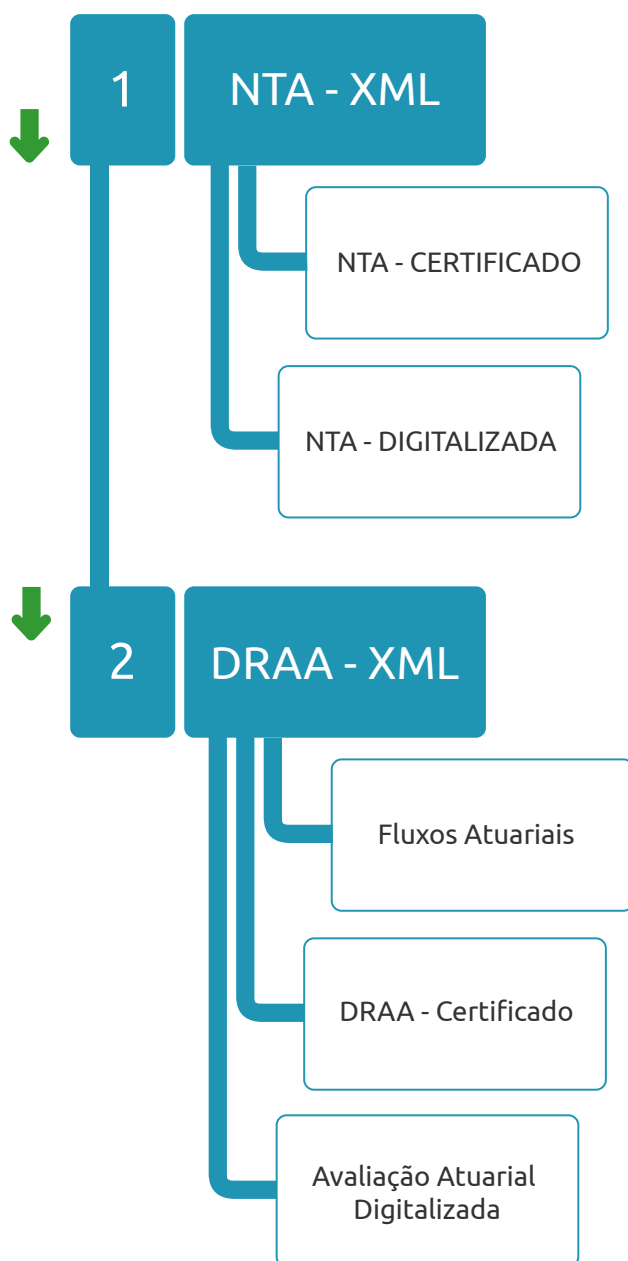 1
NTA - XML
NTA - CERTIFICADO
NTA - DIGITALIZADA
2
DRAA - XML
Fluxos Atuariais
DRAA - Certificado
Avaliação Atuarial
Digitalizada